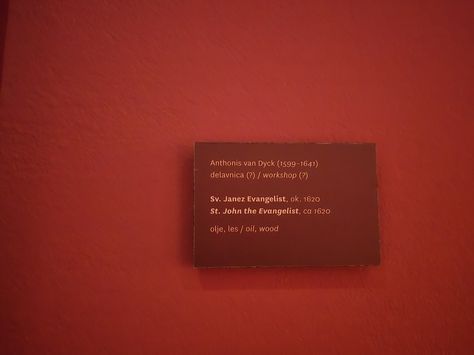 Anthonis van Dyck (1599–1641)
delavnica (?) / workshop (?)
Sv. Janez Evangelist, ok. 1620
St. John the Evangelist, ca 1620
olje, les / oil, wood